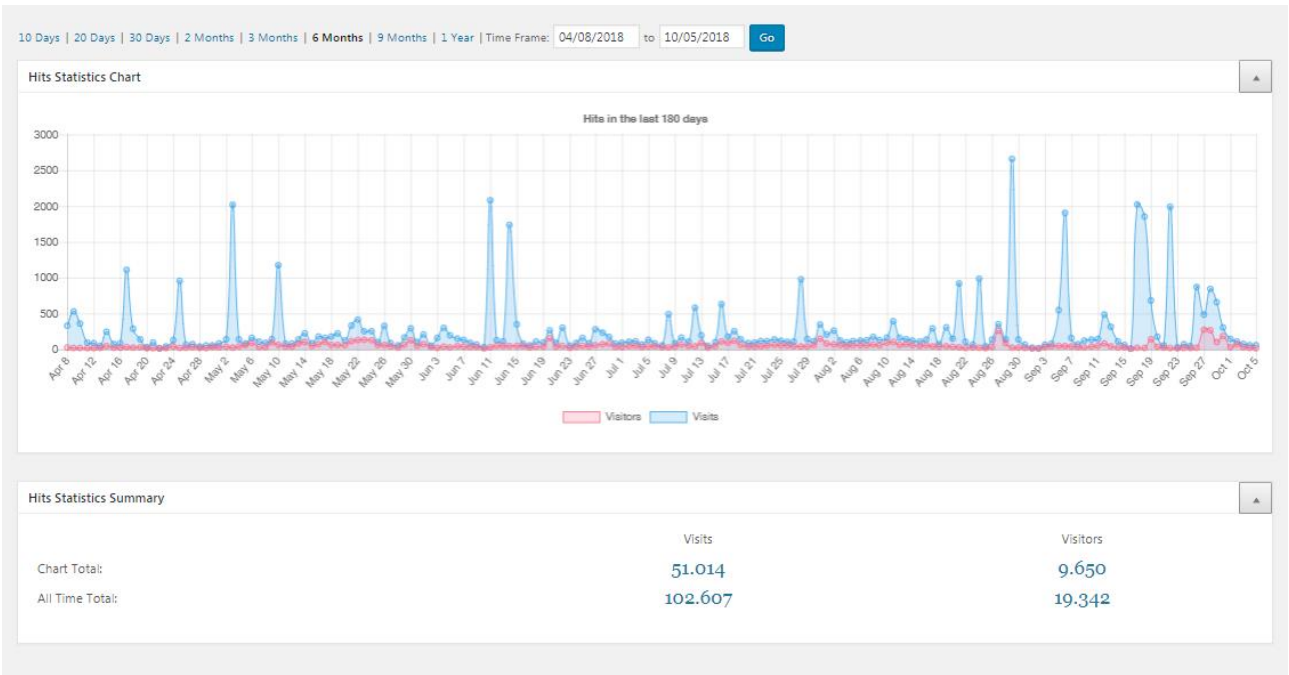 10 Days | 20 Days | 30 Days | 2 Months | 3 Months | 6 Months | 9 Months | 1 Year | Time Frame: 04/08/2018 to 10/05/2018 Go
Hits Statistics Chart
Hits in the last 180 days
3000
2500
2000
1500
1000
500
0
Apr 8 Apr 12 Apr 16 Apr 20 Apr 24 Apr 28 May 2 May 6 May 10 May 14 May 18 May 22 May 26 May 30 Jun 3 Jun 7 Jun 11 Jun 15 Jun 19 Jun 23 Jun 27 Jul 1 Jul 5 Jul 9 Jul 13 Jul 17 Jul 21 Jul 25 Jul 29 Aug 2 Aug 6 Aug 10 Aug 14 Aug 18 Aug 22 Aug 26 Aug 30 Sep 3 Sep 7 Sep 11 Sep 15 Sep 19 Sep 23 Sep 27 Oct 1 Oct 5
Visitors Visits
Hits Statistics Summary
Visits Visitors
Chart Total: 51.014 9.650
All Time Total: 102.607 19.342